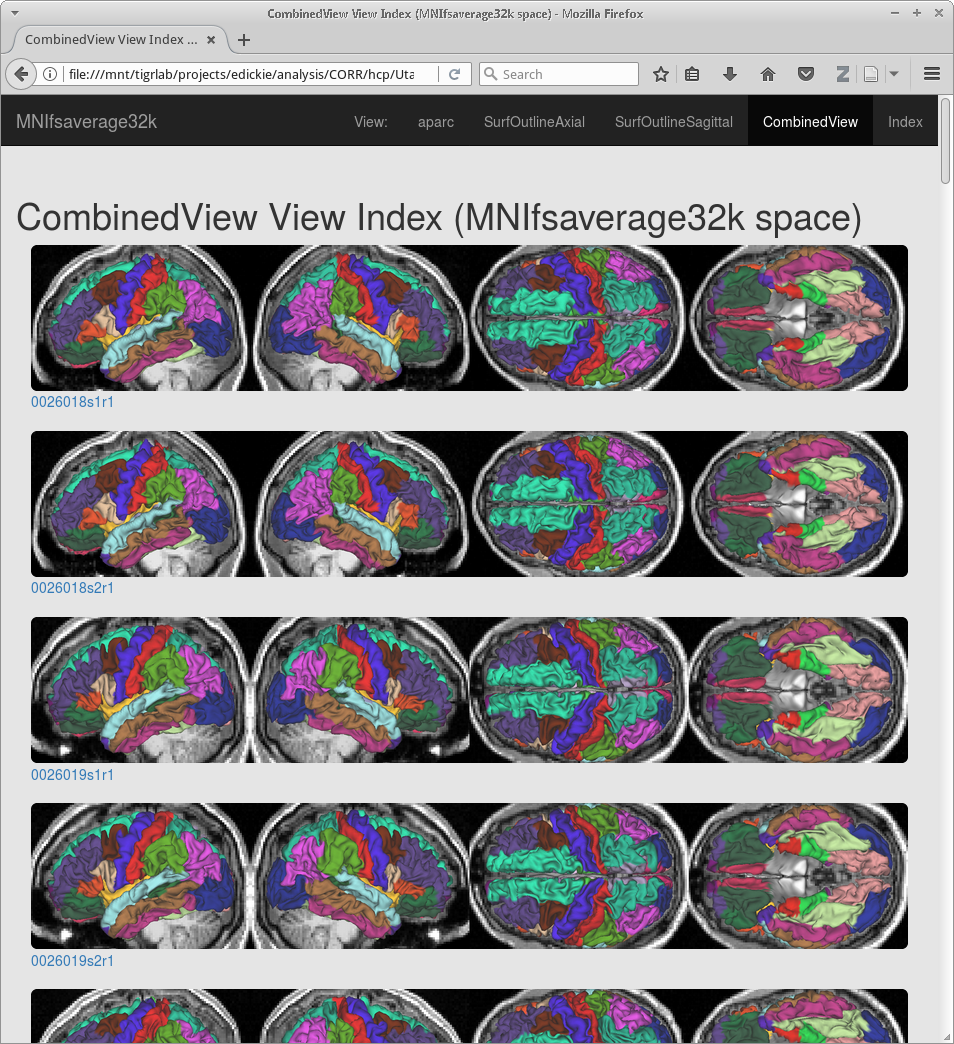 CombinedView View Index (MNIfsaverage32k space) - Mozilla Firefox
CombinedView View Index ...
file:///mnt/tigrlab/projects/edickie/analysis/CORR/hcp/Uta
Search
MNIfsaverage32k View: aparc SurfOutlineAxial SurfOutlineSagittal CombinedView Index
CombinedView View Index (MNIfsaverage32k space)
0026018s1r1
0026018s2r1
0026019s1r1
0026019s2r1